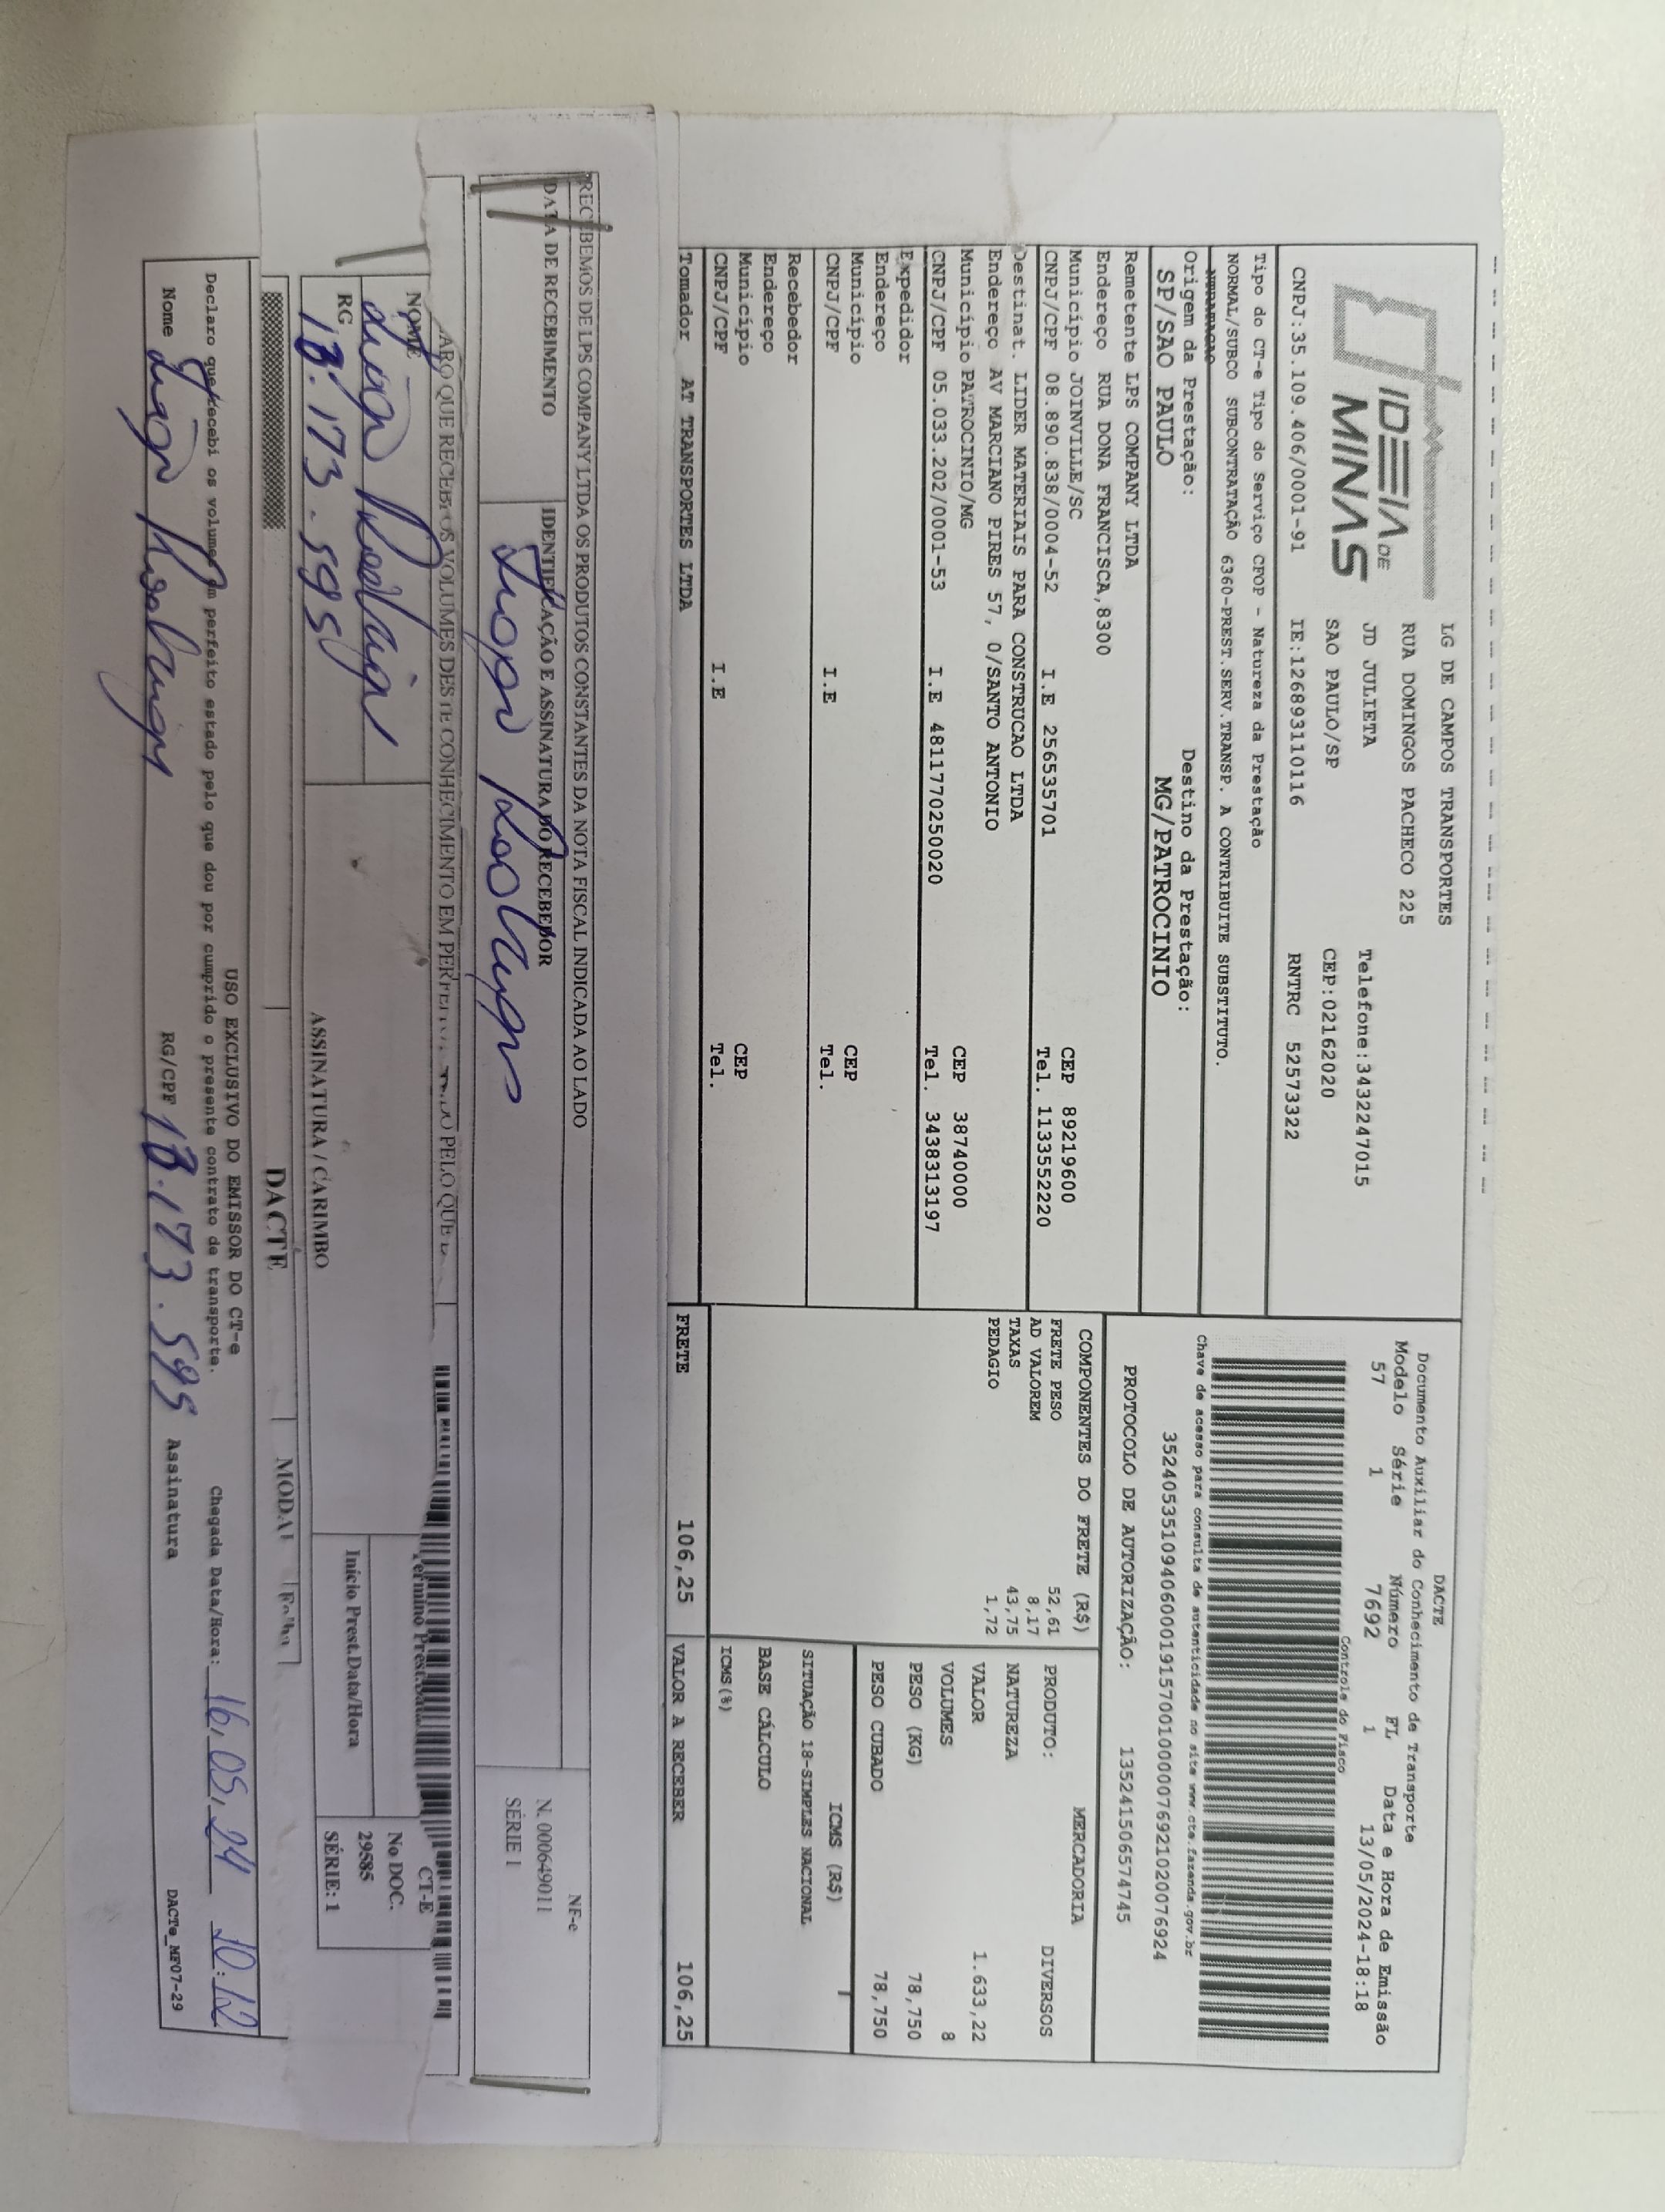 IDEIA DE
MINAS
LG DE CAMPOS TRANSPORTES
RUA DOMINGOS PACHECO 225
JD JULIETA Telefone:3432247015
SAO PAULO/SP CEP:02162020
CNPJ:35.109.406/0001-91 IE:126893110116 RNTRC 52573322
Tipo do CT-e Tipo do Serviço CFOP - Natureza da Prestação
NORMAL/SUBCO SUBCONTRATAÇÃO 6360-PREST.SERV.TRANSP. A CONTRIBUITE SUBSTITUTO.
Origem da Prestação: Destino da Prestação:
SP/SAO PAULO MG/PATROCINIO
Remetente LPS COMPANY LTDA
Endereço RUA DONA FRANCISCA,8300
Município JOINVILLE/SC CEP 89219600
CNPJ/CPF 08.890.838/0004-52 I.E 256535701 Tel. 1133552220
Destinat. LIDER MATERIAIS PARA CONSTRUCAO LTDA
Endereço AV MARCIANO PIRES 57, 0/SANTO ANTONIO
Município PATROCINIO/MG CEP 38740000
CNPJ/CPF 05.033.202/0001-53 I.E 4811770250020 Tel. 3438313197
Expedidor
Endereço
Município CEP
CNPJ/CPF I.E Tel.
Recebedor
Endereço
Município CEP
CNPJ/CPF I.E Tel.
Tomador AT TRANSPORTES LTDA
DACTE
Documento Auxiliar do Conhecimento de Transporte
Modelo Série Número FL Data e Hora de Emissão
57 1 7692 1 13/05/2024-18:18
Controle do Fisco
Chave de acesso para consulta de autenticidade no site www.cte.fazenda.gov.br
35240535109406000191570010000076921020076924
PROTOCOLO DE AUTORIZAÇÃO: 135241506574745
COMPONENTES DO FRETE (R$)
FRETE PESO 52,61
AD VALOREM 8,17
TAXAS 43,75
PEDAGIO 1,72
MERCADORIA
PRODUTO: DIVERSOS
NATUREZA
VALOR 1.633,22
VOLUMES 8
PESO (KG) 78,750
PESO CUBADO 78,750
ICMS (R$)
SITUAÇÃO 18-SIMPLES NACIONAL
BASE CÁLCULO
ICMS(%)
FRETE 106,25 VALOR A RECEBER 106,25
RECEBEMOS DE LPS COMPANY LTDA OS PRODUTOS CONSTANTES DA NOTA FISCAL INDICADA AO LADO
DATA DE RECEBIMENTO IDENTIFICAÇÃO E ASSINATURA DO RECEBEDOR
NF-e
N. 000649011
SÉRIE 1
ARO QUE RECEBI OS VOLUMES DESTE CONHECIMENTO EM PELO QUE
NOME
RG
18.173.595
ASSINATURA / CARIMBO
Início Prest.Data/Hora
CT-E
No DOC.
29585
SÉRIE: 1
DACTE
MODAL
Folha
USO EXCLUSIVO DO EMISSOR DO CT-e
Declaro que recebi os volumes em perfeito estado pelo que dou por cumprido o presente contrato de transporte. Chegada Data/Hora: 16,05,24 10:12
Nome RG/CPF 18.173.595 Assinatura DACTe_MF07-29